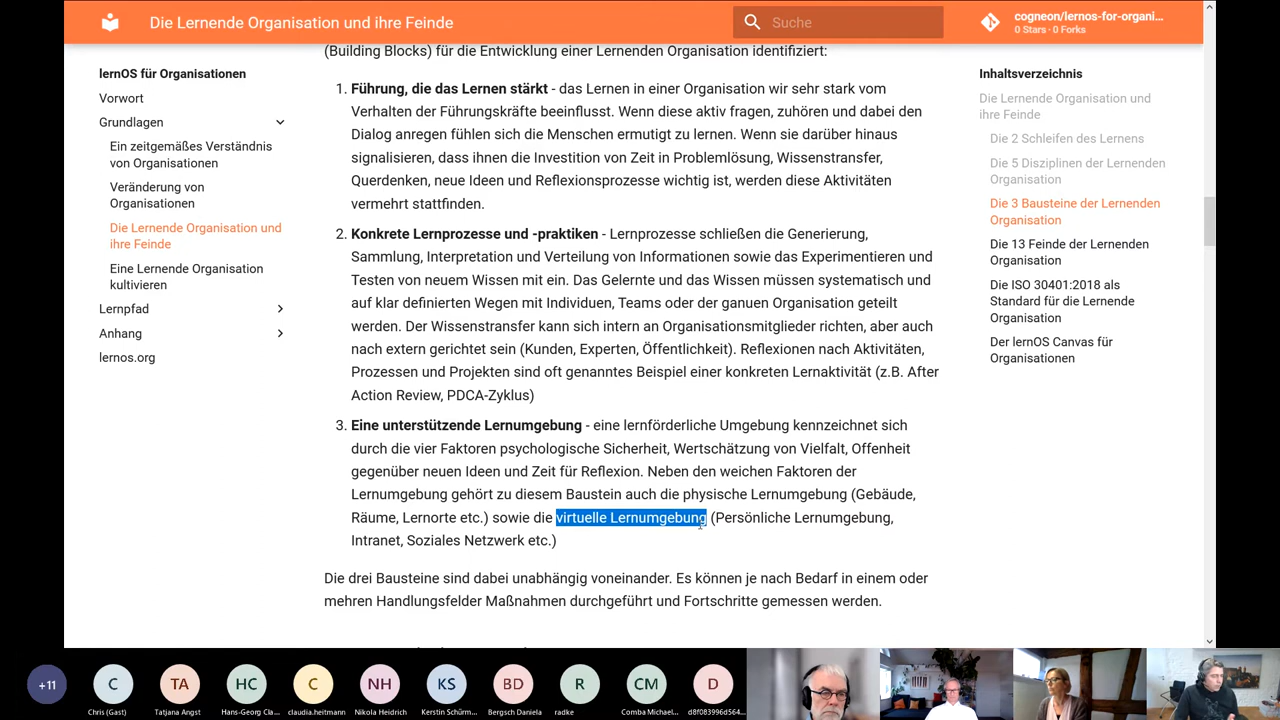 Die Lernende Organisation und ihre Feinde
Suche
cogneon/lernos-for-organi...
0 Stars · 0 Forks
lernOS für Organisationen
Vorwort
Grundlagen
Ein zeitgemäßes Verständnis
von Organisationen
Veränderung von
Organisationen
Die Lernende Organisation und
ihre Feinde
Eine Lernende Organisation
kultivieren
Lernpfad
Anhang
lernos.org
(Building Blocks) für die Entwicklung einer Lernenden Organisation identifiziert:
1. Führung, die das Lernen stärkt - das Lernen in einer Organisation wir sehr stark vom
Verhalten der Führungskräfte beeinflusst. Wenn diese aktiv fragen, zuhören und dabei den
Dialog anregen fühlen sich die Menschen ermutigt zu lernen. Wenn sie darüber hinaus
signalisieren, dass ihnen die Investition von Zeit in Problemlösung, Wissenstransfer,
Querdenken, neue Ideen und Reflexionsprozesse wichtig ist, werden diese Aktivitäten
vermehrt stattfinden.
2. Konkrete Lernprozesse und -praktiken - Lernprozesse schließen die Generierung,
Sammlung, Interpretation und Verteilung von Informationen sowie das Experimentieren und
Testen von neuem Wissen mit ein. Das Gelernte und das Wissen müssen systematisch und
auf klar definierten Wegen mit Individuen, Teams oder der ganuen Organisation geteilt
werden. Der Wissenstransfer kann sich intern an Organisationsmitglieder richten, aber auch
nach extern gerichtet sein (Kunden, Experten, Öffentlichkeit). Reflexionen nach Aktivitäten,
Prozessen und Projekten sind oft genanntes Beispiel einer konkreten Lernaktivität (z.B. After
Action Review, PDCA-Zyklus)
3. Eine unterstützende Lernumgebung - eine lernförderliche Umgebung kennzeichnet sich
durch die vier Faktoren psychologische Sicherheit, Wertschätzung von Vielfalt, Offenheit
gegenüber neuen Ideen und Zeit für Reflexion. Neben den weichen Faktoren der
Lernumgebung gehört zu diesem Baustein auch die physische Lernumgebung (Gebäude,
Räume, Lernorte etc.) sowie die virtuelle Lernumgebung (Persönliche Lernumgebung,
Intranet, Soziales Netzwerk etc.)
Die drei Bausteine sind dabei unabhängig voneinander. Es können je nach Bedarf in einem oder
mehren Handlungsfelder Maßnahmen durchgeführt und Fortschritte gemessen werden.
Inhaltsverzeichnis
Die Lernende Organisation und
ihre Feinde
Die 2 Schleifen des Lernens
Die 5 Disziplinen der Lernenden
Organisation
Die 3 Bausteine der Lernenden
Organisation
Die 13 Feinde der Lernenden
Organisation
Die ISO 30401:2018 als
Standard für die Lernende
Organisation
Der lernOS Canvas für
Organisationen
+11
C
TA
HC
C
NH
KS
BD
R
CM
D
Chris (Gast)
Tatjana Angst
Hans-Georg Cla...
claudia.heitmann
Nikola Heidrich
Kerstin Schürm...
Bergsch Daniela
radke
Comba Michael...
d8f083996d564...